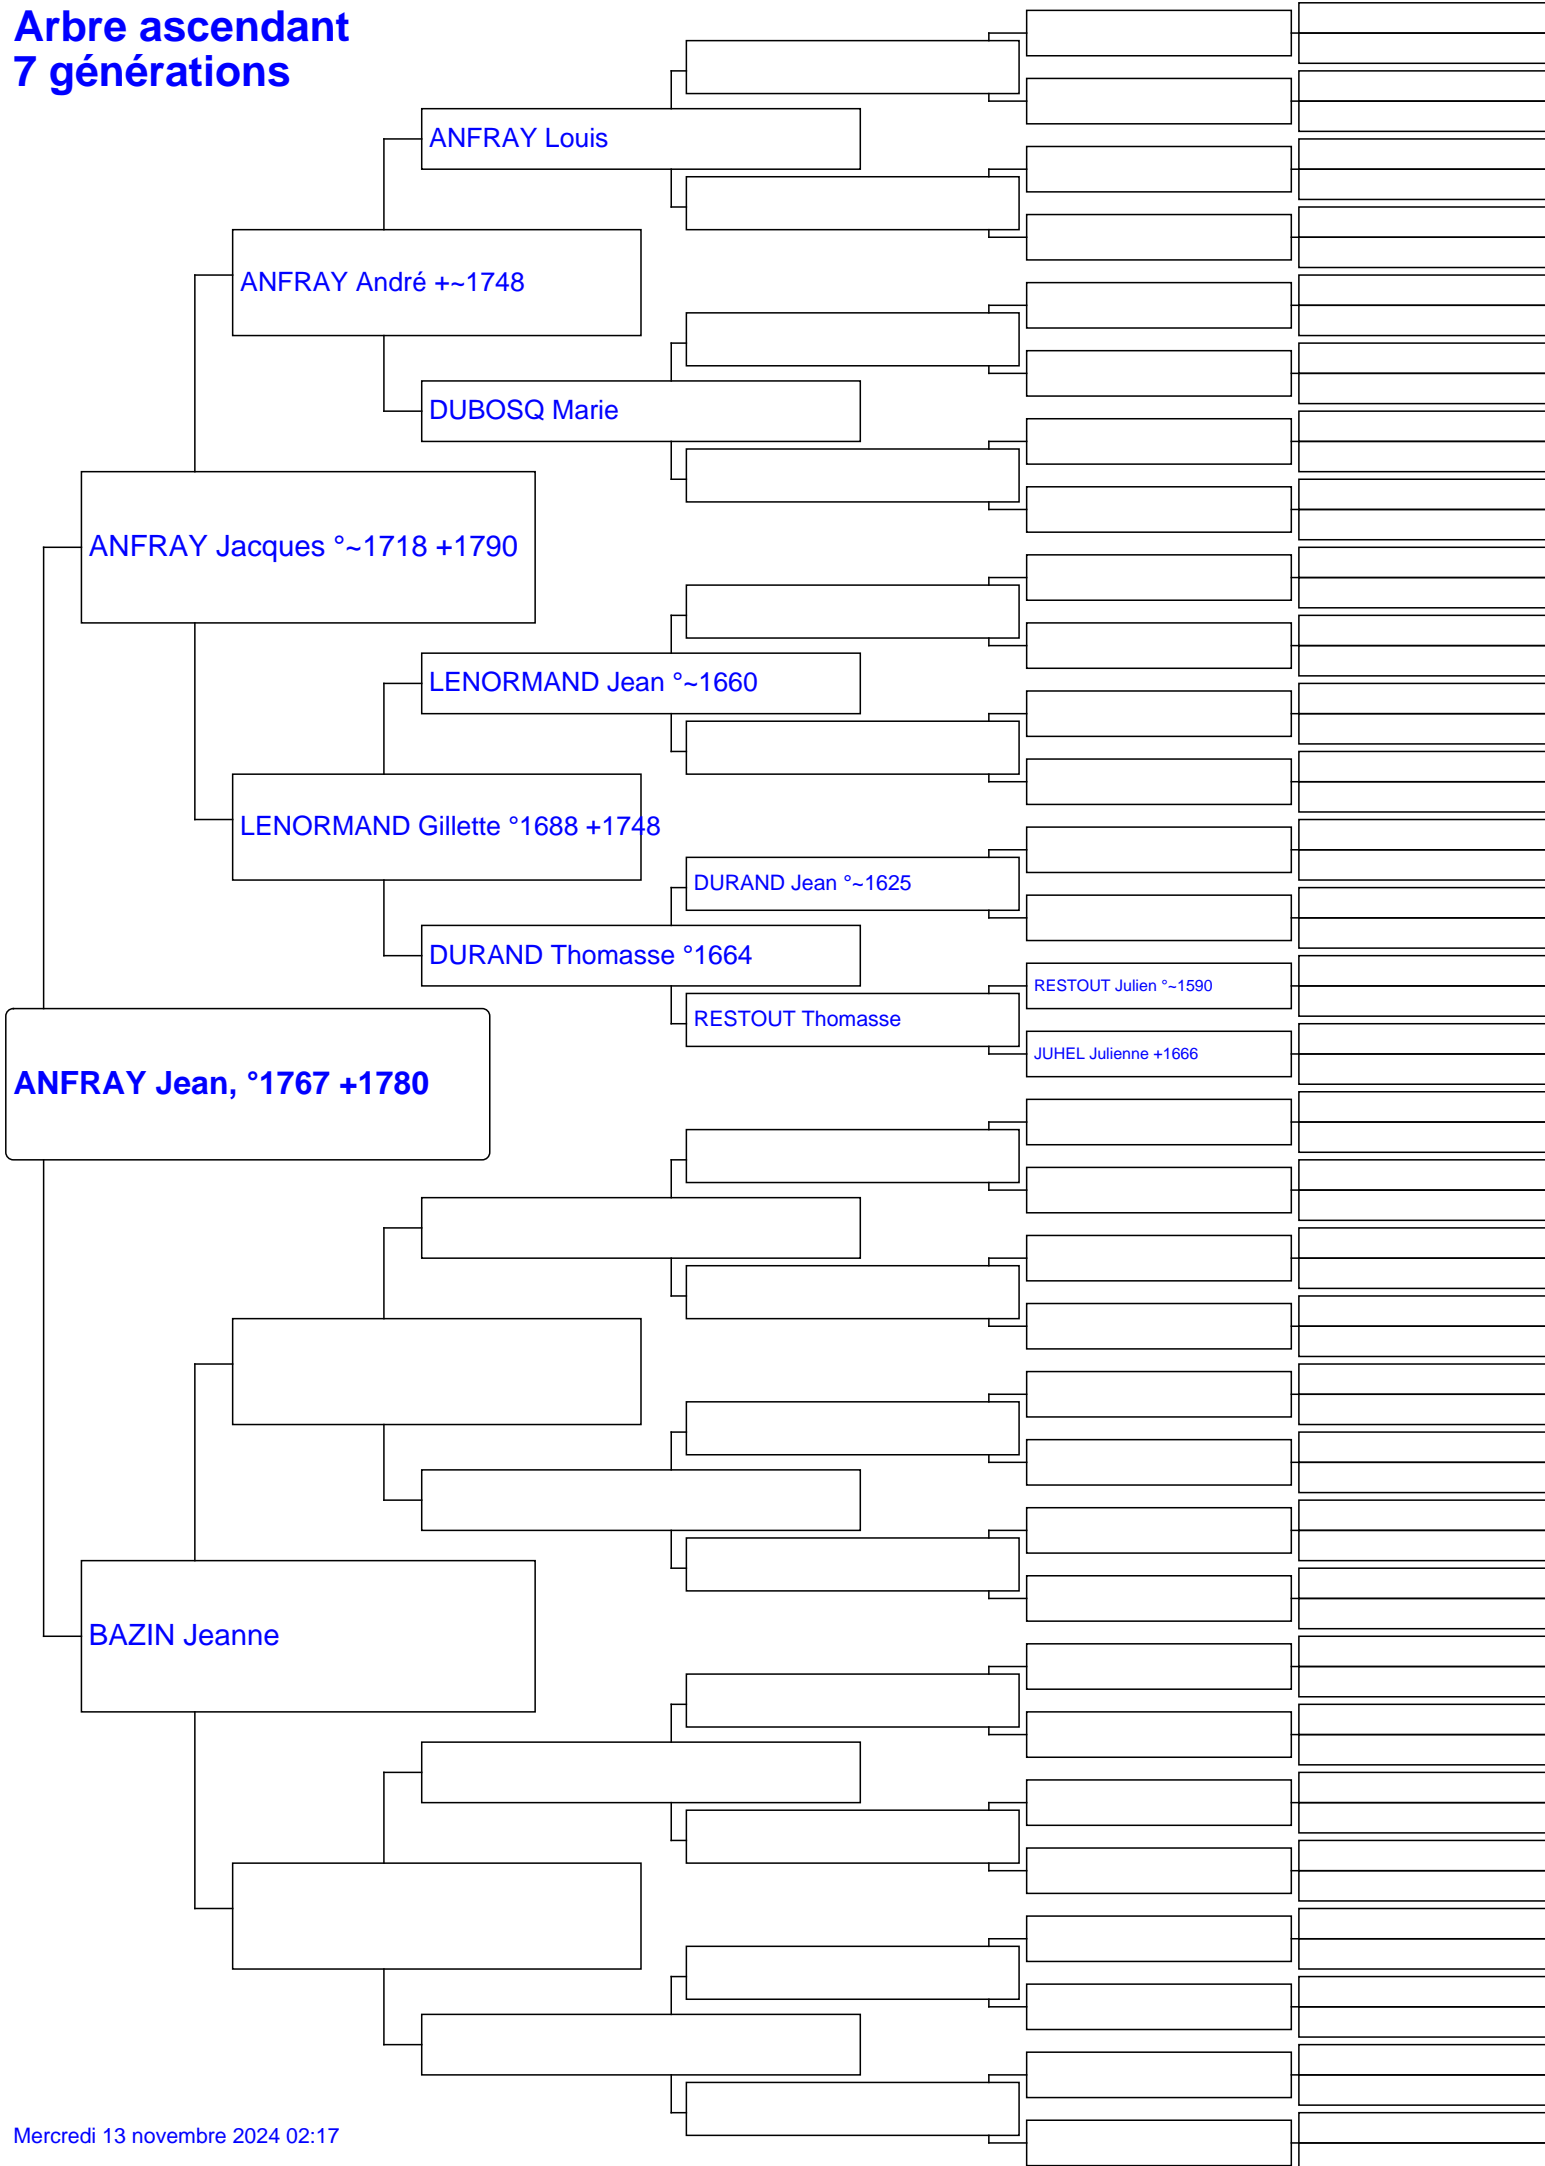 Arbre ascendant
7 générations
ANFRAY Louis
ANFRAY André +~1748
DUBOSQ Marie
ANFRAY Jacques °~1718 +1790
LENORMAND Jean °~1660
LENORMAND Gillette °1688 +1748
DURAND Jean °~1625
DURAND Thomasse °1664
RESTOUT Julien °~1590
RESTOUT Thomasse
JUHEL Julienne +1666
ANFRAY Jean, °1767 +1780
BAZIN Jeanne
Mercredi 13 novembre 2024 02:17